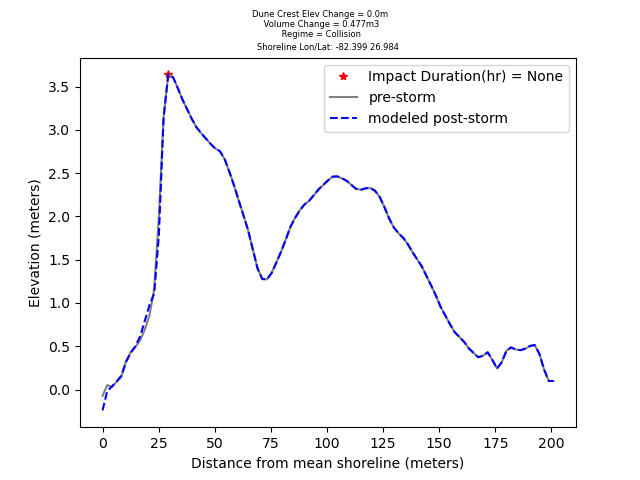 Dune Crest Elev Change = 0.0m
Volume Change = 0.477m3
Regime = Collision
Shoreline Lon/Lat: -82.399 26.984
Impact Duration(hr) = None
pre-storm
modeled post-storm
Elevation (meters)
3.5
3.0
2.5
2.0
1.5
1.0
0.5
0.0
0 25 50 75 100 125 150 175 200
Distance from mean shoreline (meters)